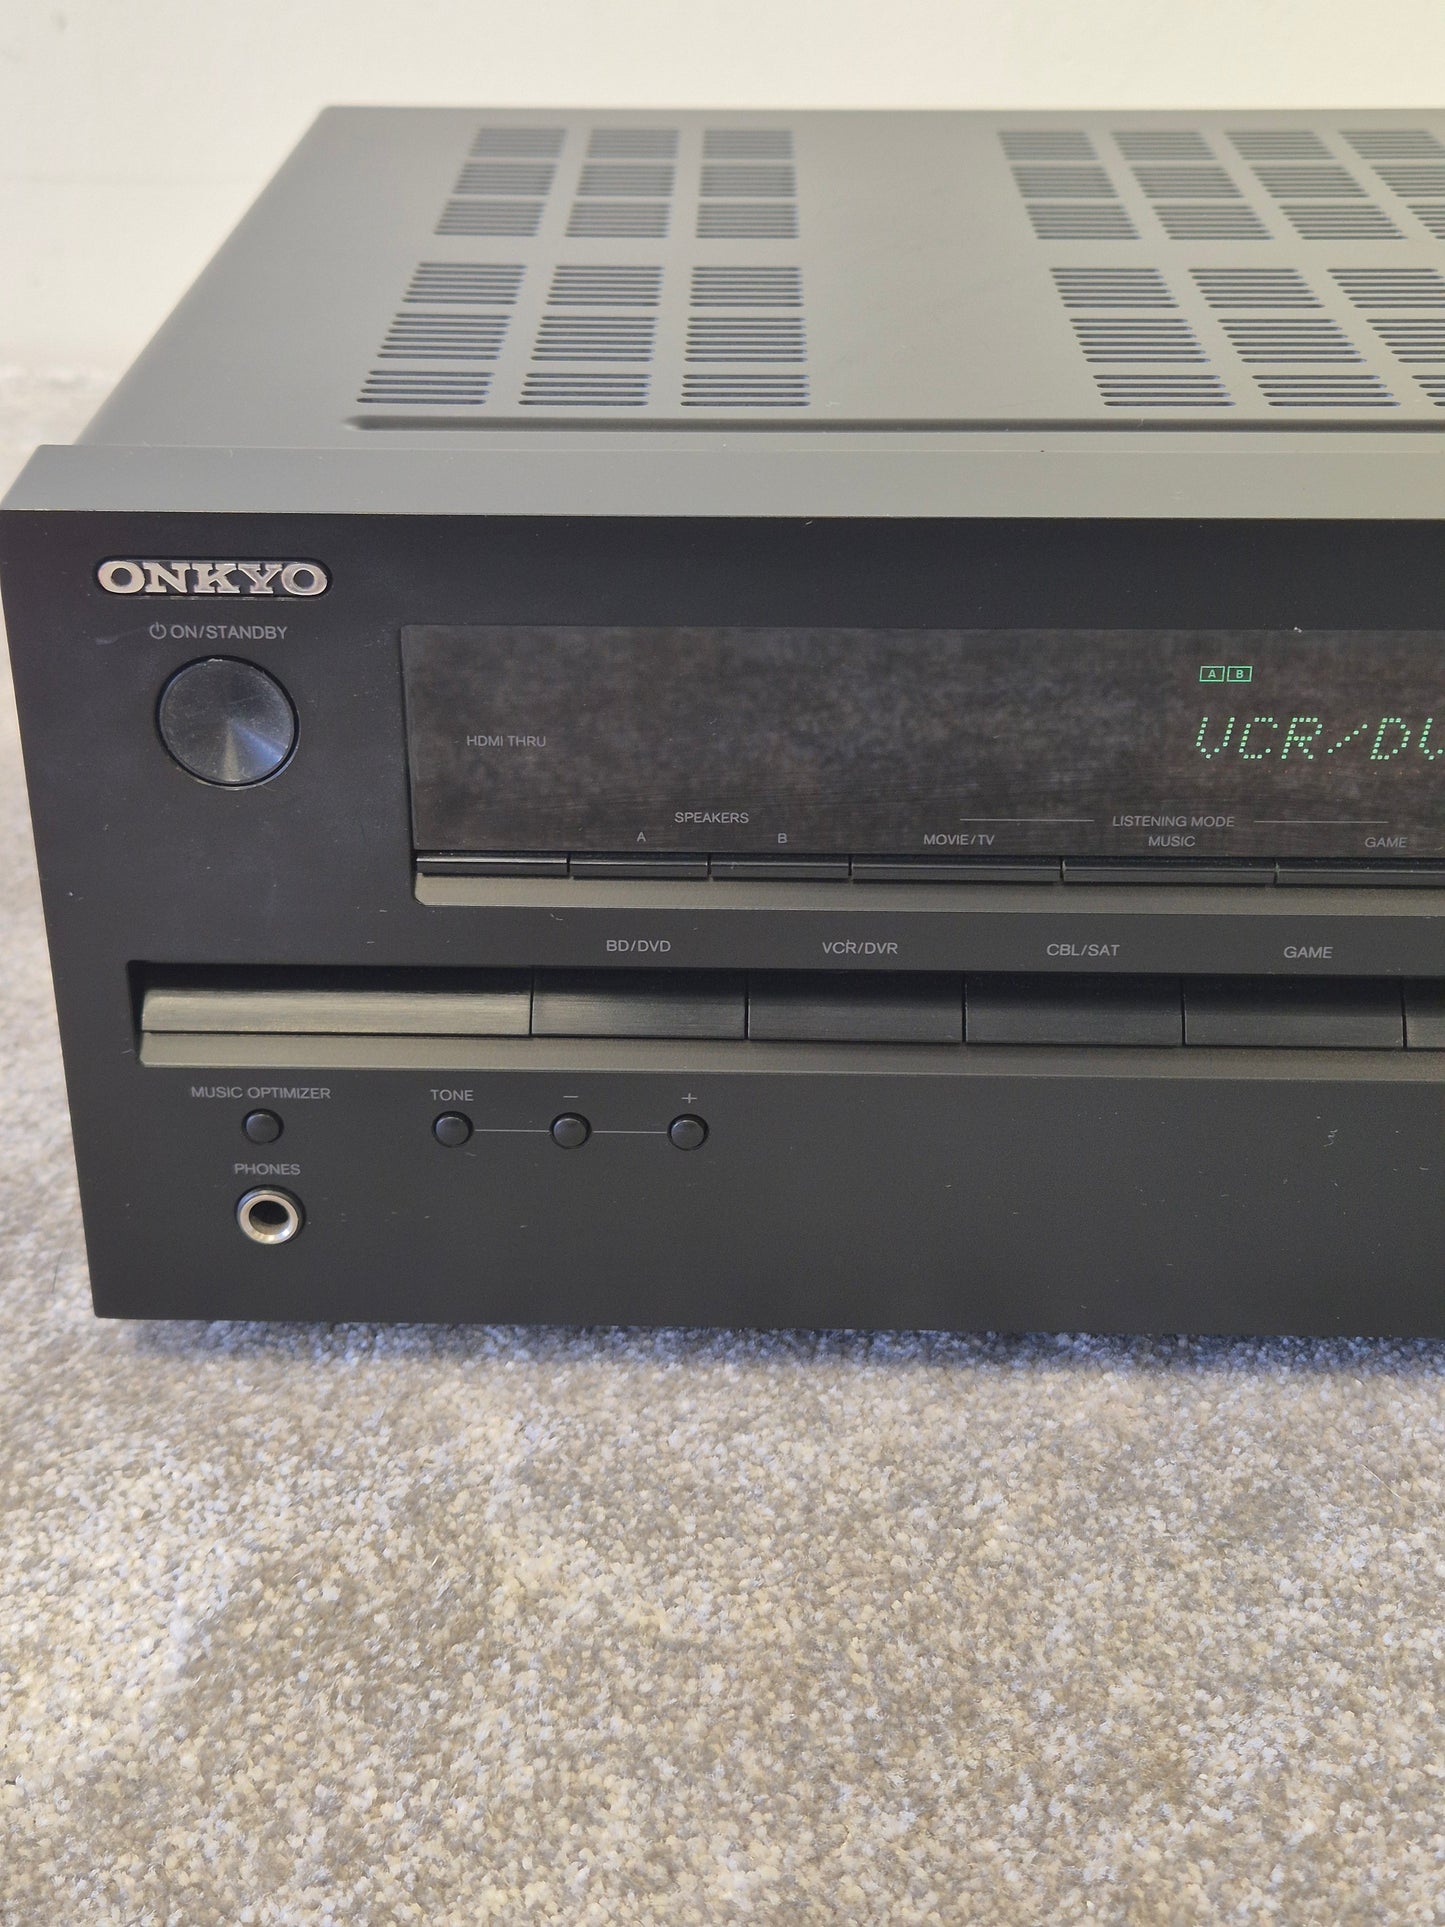 ONKYO
ON/STANDBY
A B
HDMI THRU
VCR/DV
SPEAKERS
LISTENING MODE
A B MOVIE/TV MUSIC GAME
BD/DVD VCR/DVR CBL/SAT GAME
MUSIC OPTIMIZER TONE − +
PHONES